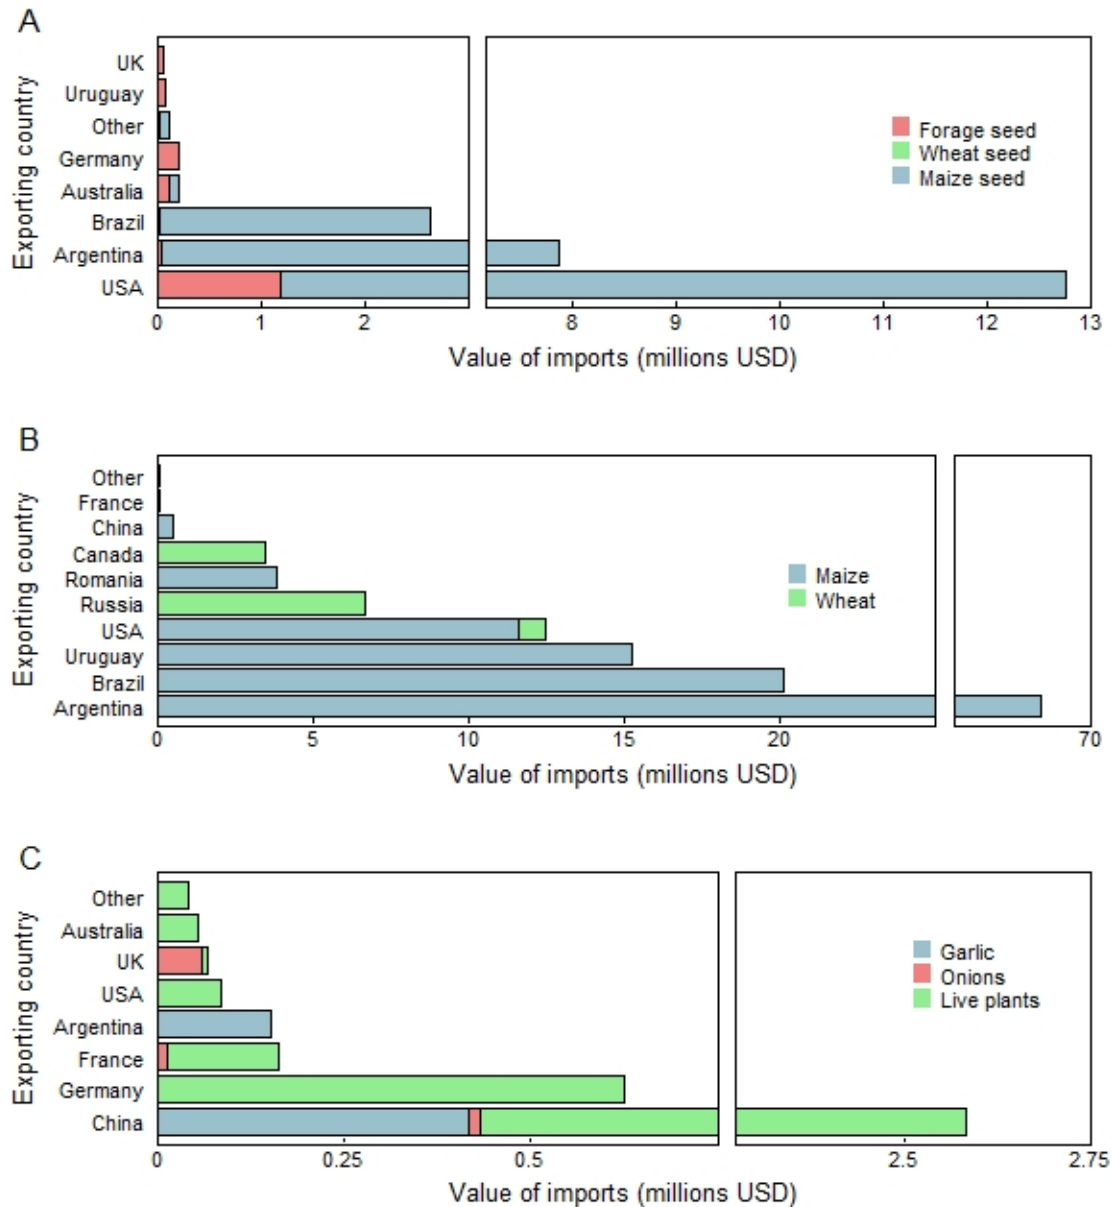 A
Exporting country
UK
Uruguay
Other
Germany
Australia
Brazil
Argentina
USA
Forage seed
Wheat seed
Maize seed
0 1 2 8 9 10 11 12 13
Value of imports (millions USD)
B
Exporting country
Other
France
China
Canada
Romania
Russia
USA
Uruguay
Brazil
Argentina
Maize
Wheat
0 5 10 15 20 70
Value of imports (millions USD)
C
Exporting country
Other
Australia
UK
USA
Argentina
France
Germany
China
Garlic
Onions
Live plants
0 0.25 0.5 2.5 2.75
Value of imports (millions USD)